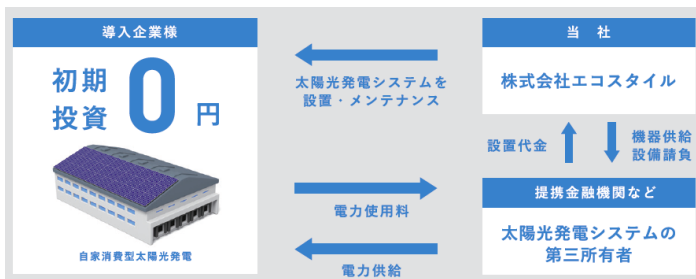 導入企業様
初期
投資
0
円
自家消費型太陽光発電
太陽光発電システムを
設置・メンテナンス
電力使用料
電力供給
当　社
株式会社エコスタイル
設置代金
機器供給
設備請負
提携金融機関など
太陽光発電システムの
第三所有者